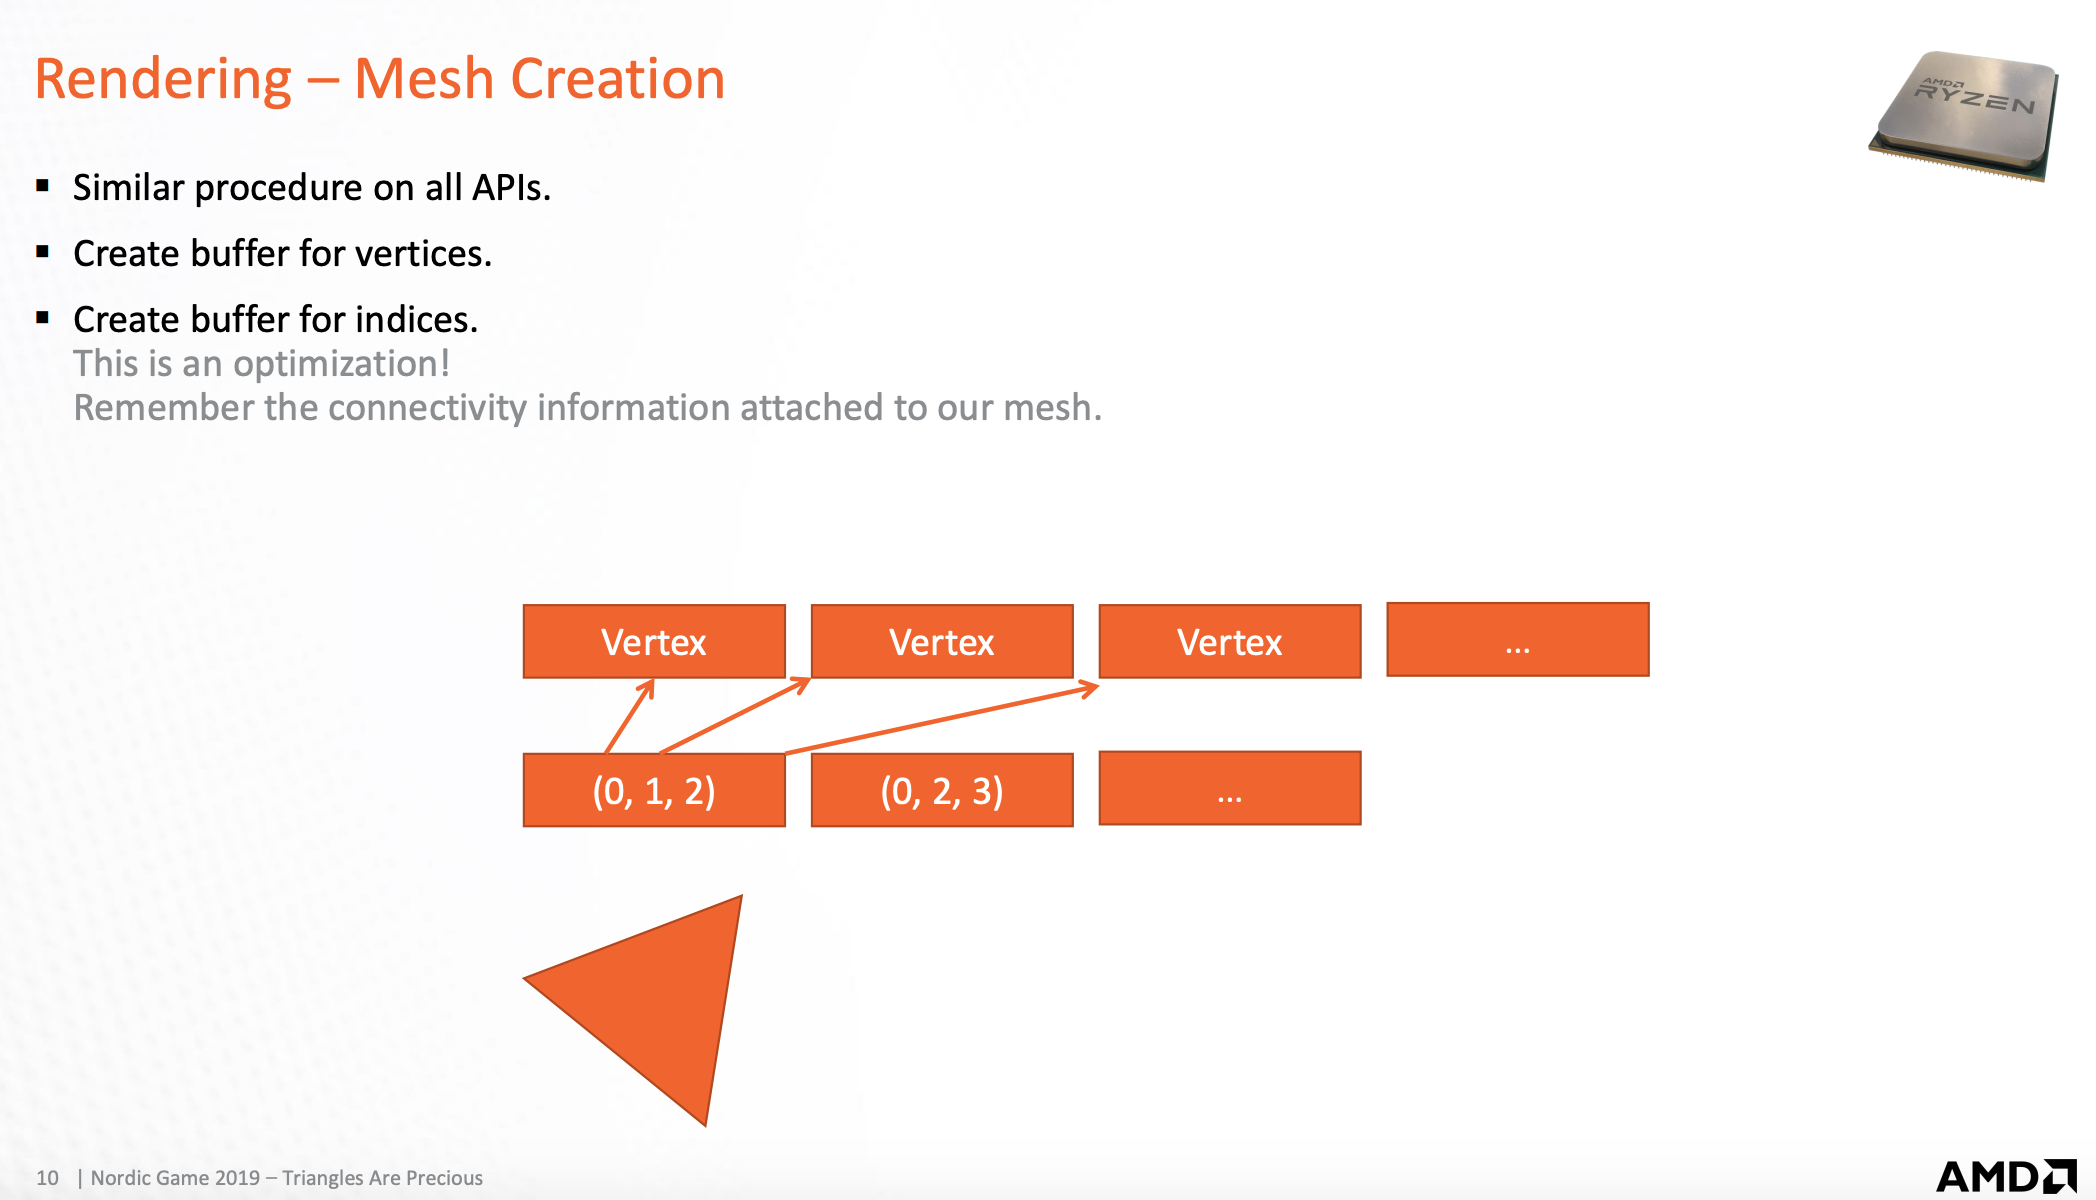 Rendering – Mesh Creation
AMD
RYZEN
▪ Similar procedure on all APIs.
▪ Create buffer for vertices.
▪ Create buffer for indices.
This is an optimization!
Remember the connectivity information attached to our mesh.
Vertex Vertex Vertex ...
(0, 1, 2) (0, 2, 3) ...
10 | Nordic Game 2019 – Triangles Are Precious
AMD